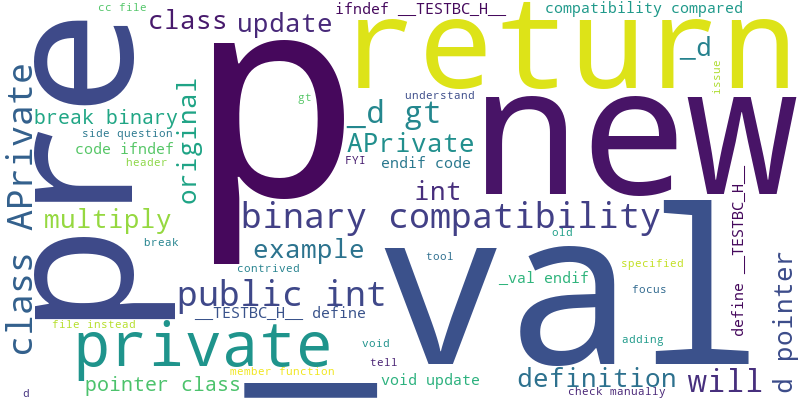 cc file
ifndef __TESTBC_H__
compatibility compared
class update
return
pre
p
_d
issue
class APrivate
original
gt
understand
new
break binary
_d gt
side question
APrivate
code ifndef
header
FYI
endif code
int
multiply
binary compatibility
define __TESTBC_H__
break
example
old
val
tool
contrived
_val endif
specified
d pointer
public int
focus
__TESTBC_H__ define
file instead
private
void
adding
tell
member function
pointer class
void update
definition
will
_
check manually
d